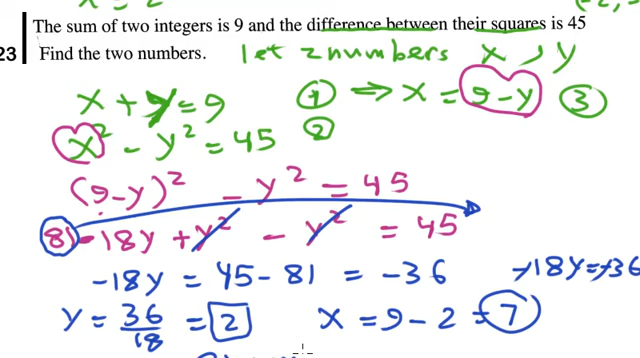 x = 2
The sum of two integers is 9 and the difference between their squares is 45
23 Find the two numbers. let 2 numbers x , y
x + y = 9 ① ⟹ x = 9 - y ③
x² - y² = 45 ②
(9-y)² - y² = 45
81 - 18y + y² - y² = 45
-18y = 45 - 81 = -36 -18y = -36
y = 36/18 = 2 x = 9 - 2 = 7